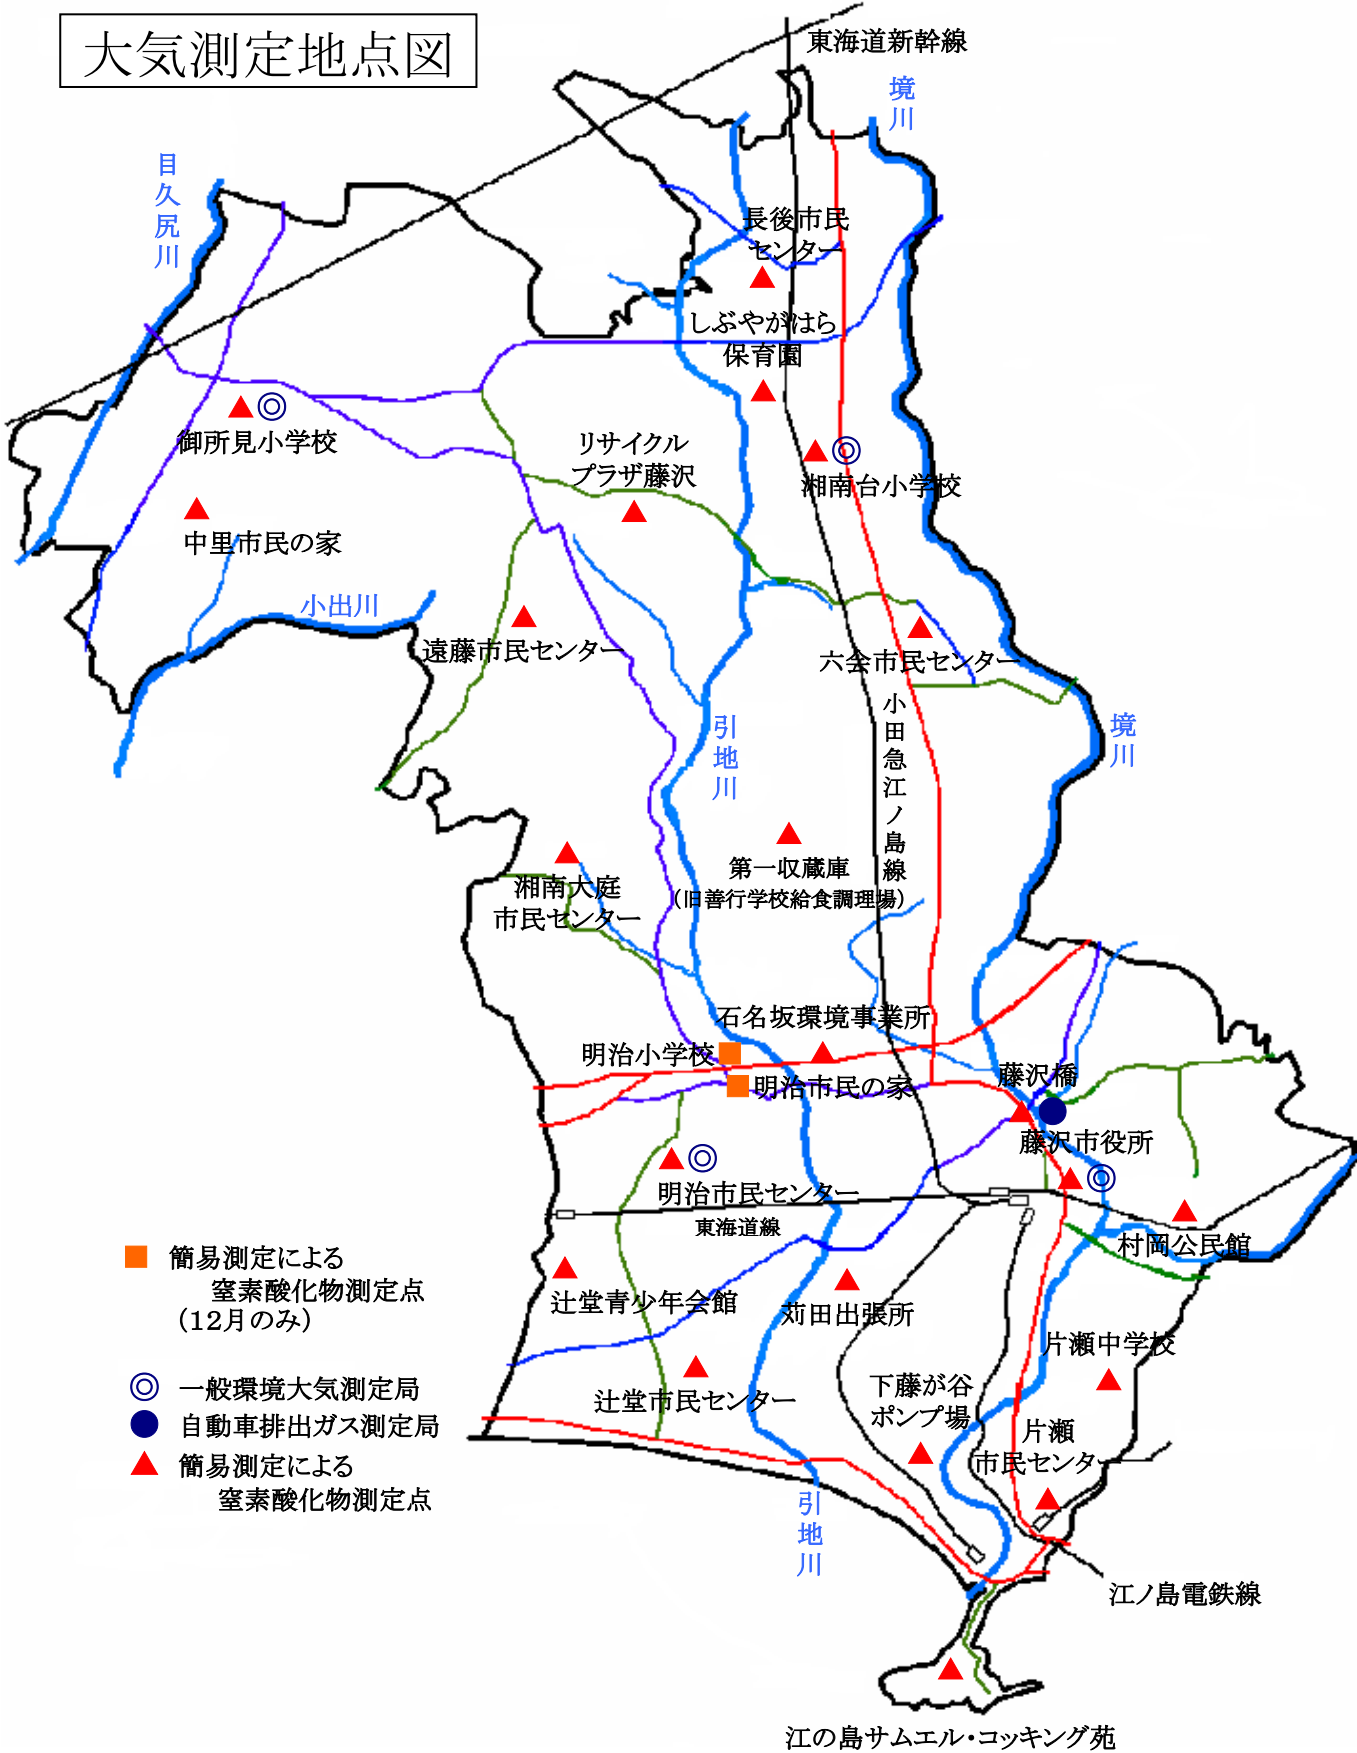 大気測定地点図
東海道新幹線
境川
目久尻川
長後市民
センター
しぶやがはら
保育園
御所見小学校
リサイクル
プラザ藤沢
湘南台小学校
中里市民の家
小出川
遠藤市民センター
六会市民センター
小田急江ノ島線
引地川
境川
第一収蔵庫
(旧善行学校給食調理場)
湘南大庭
市民センター
石名坂環境事業所
明治小学校
藤沢橋
明治市民の家
藤沢市役所
明治市民センター
東海道線
村岡公民館
簡易測定による
窒素酸化物測定点
(12月のみ)
辻堂青少年会館
苅田出張所
片瀬中学校
一般環境大気測定局
辻堂市民センター
下藤が谷
ポンプ場
自動車排出ガス測定局
片瀬
市民センター
簡易測定による
窒素酸化物測定点
引地川
江ノ島電鉄線
江の島サムエル・コッキング苑